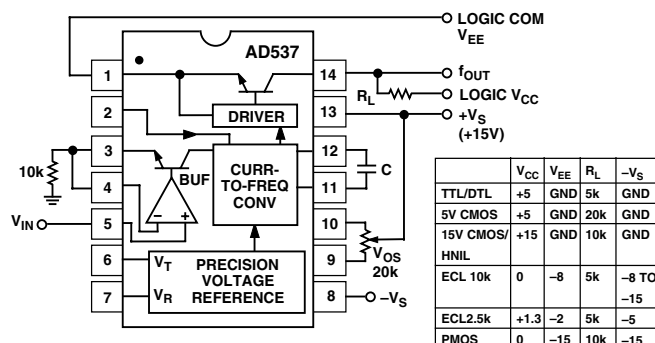 LOGIC COM
VEE
AD537
1
14
fOUT
RL
LOGIC VCC
2
DRIVER
13
+VS
(+15V)
3
12
10k
BUF
CURR-
TO-FREQ
CONV
C
4
11
VIN
5
– +
10
VOS
20k
6
VT
PRECISION
VOLTAGE
REFERENCE
9
7
VR
8
–VS
VCC VEE RL –VS
TTL/DTL +5 GND 5k GND
5V CMOS +5 GND 20k GND
15V CMOS/ +15 GND 10k GND
HNIL
ECL 10k 0 –8 5k –8 TO
–15
ECL2.5k +1.3 –2 5k –5
PMOS 0 –15 10k –15